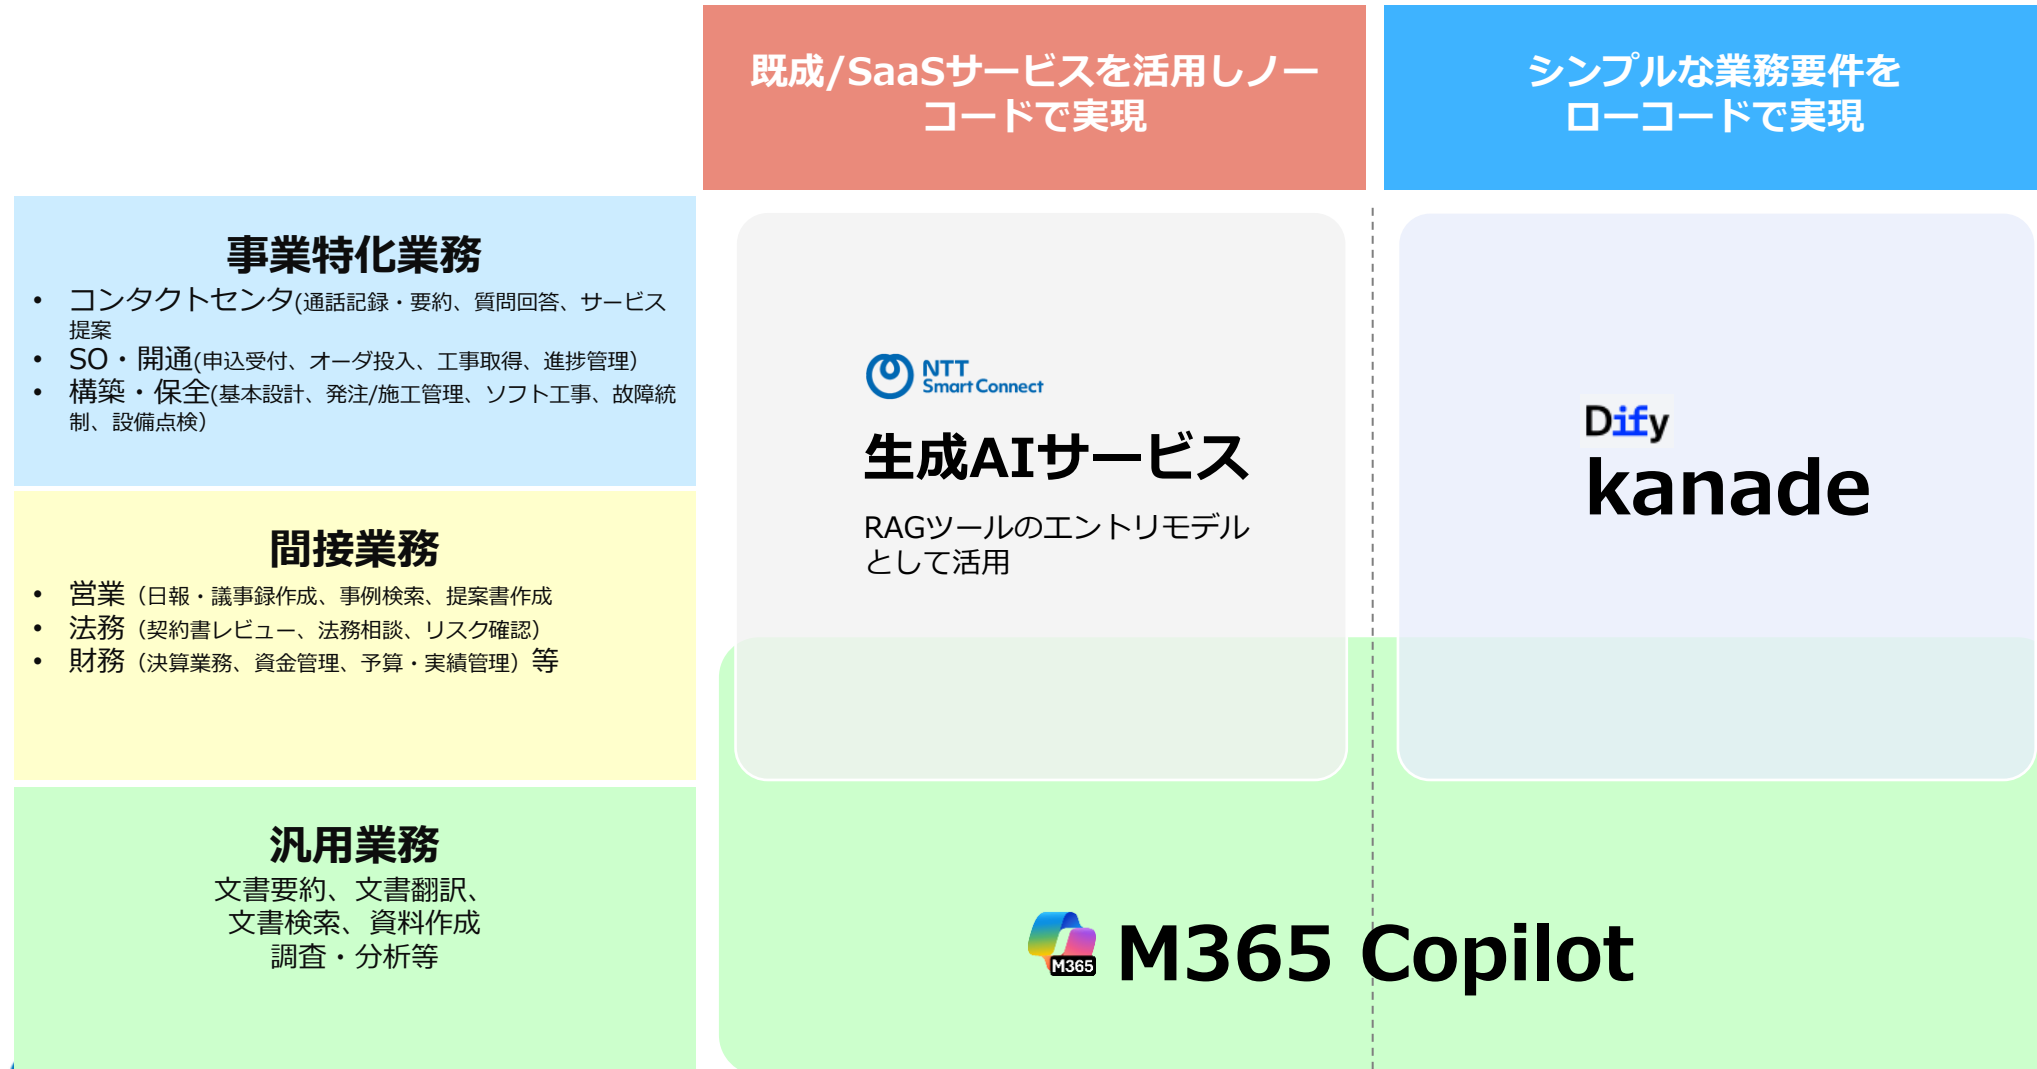 既成/SaaSサービスを活用しノー
コードで実現
シンプルな業務要件を
ローコードで実現
事業特化業務
• コンタクトセンタ(通話記録・要約、質問回答、サービス
提案
• SO・開通(申込受付、オーダ投入、工事取得、進捗管理）
• 構築・保全(基本設計、発注/施工管理、ソフト工事、故障統
制、設備点検）
NTT
Smart Connect
生成AIサービス
RAGツールのエントリモデル
として活用
Dify
kanade
間接業務
• 営業（日報・議事録作成、事例検索、提案書作成
• 法務（契約書レビュー、法務相談、リスク確認）
• 財務（決算業務、資金管理、予算・実績管理）等
汎用業務
文書要約、文書翻訳、
文書検索、資料作成
調査・分析等
M365
M365 Copilot